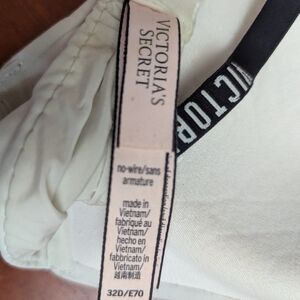 VICTORIA'S
SECRET
no-wire/sans
armature
made in
Vietnam/
fabriqué au
Vietnam/
hecho en
Vietnam/
fabbricato in
Vietnam/
越南制造
32D/E70
VICTOR